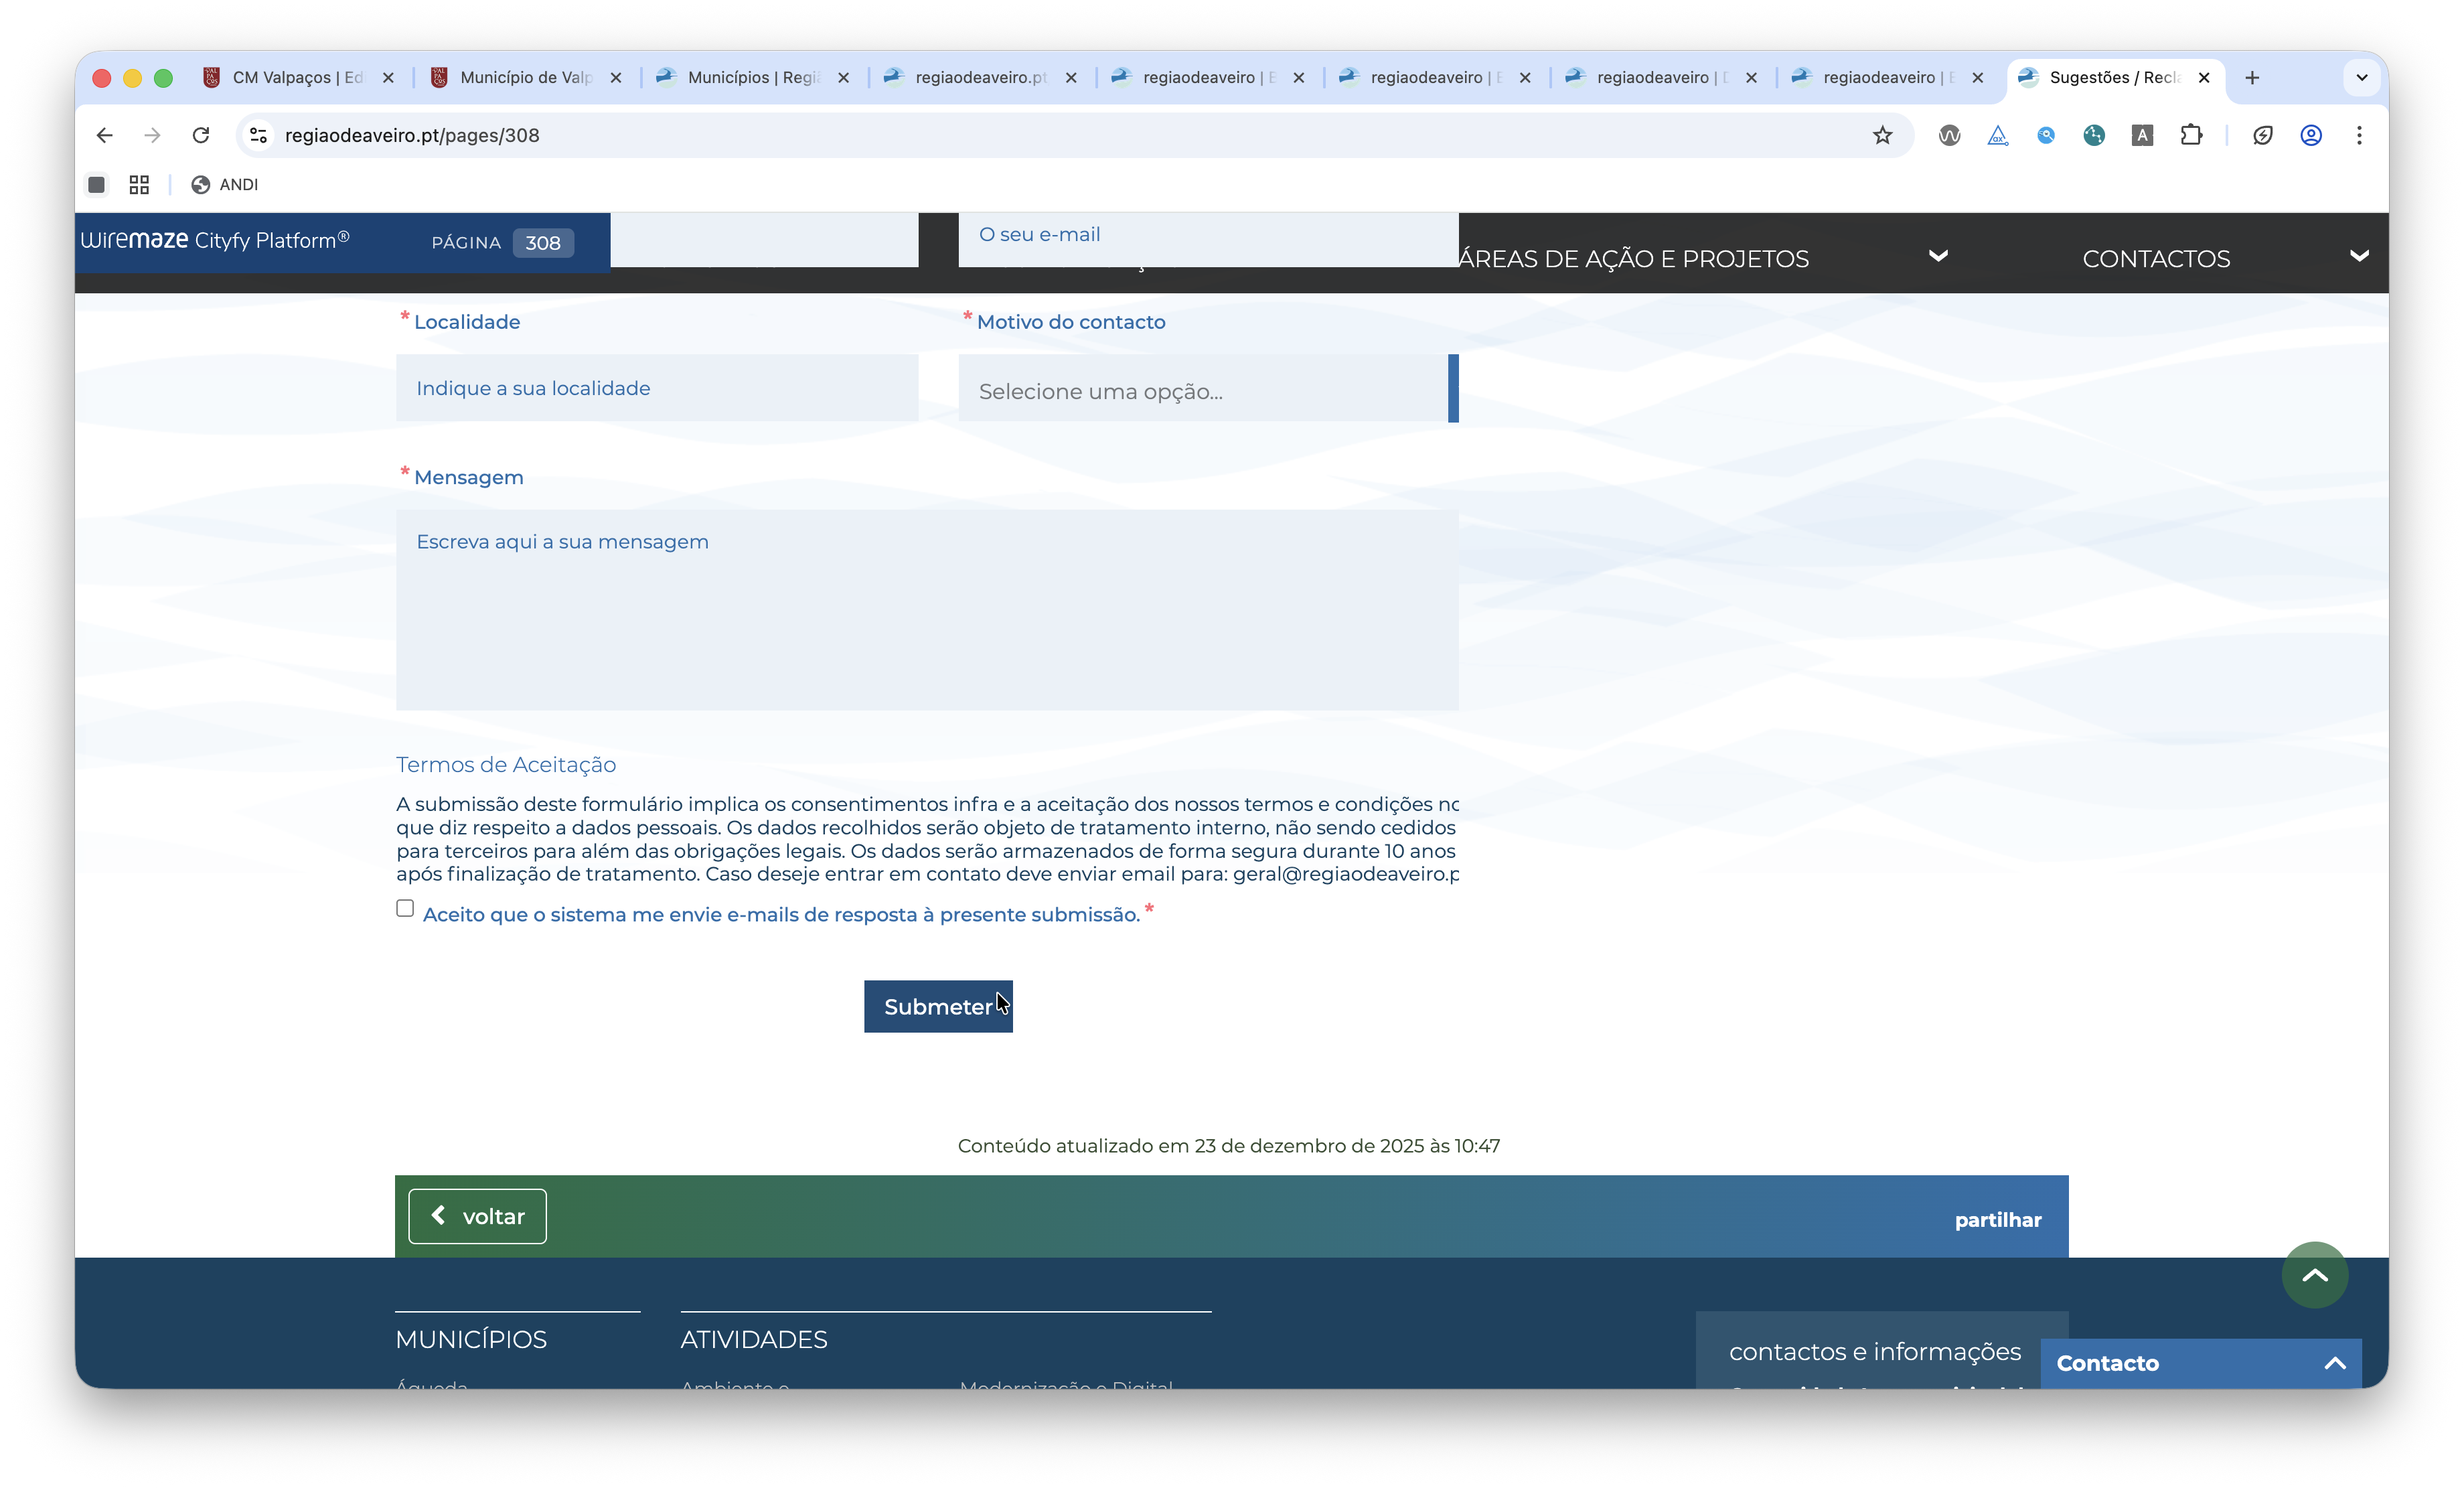 CM Valpaços | Ed
Município de Valp
Municípios | Regiã
regiaodeaveiro.pt
regiaodeaveiro | E
regiaodeaveiro | E
regiaodeaveiro | D
regiaodeaveiro | E
Sugestões / Recla
regiaodeaveiro.pt/pages/308
ANDI
wiremaze Cityfy Platform®
PÁGINA 308
O seu e-mail
ÁREAS DE AÇÃO E PROJETOS
CONTACTOS
* Localidade
* Motivo do contacto
Indique a sua localidade
Selecione uma opção...
* Mensagem
Escreva aqui a sua mensagem
Termos de Aceitação
A submissão deste formulário implica os consentimentos infra e a aceitação dos nossos termos e condições no
que diz respeito a dados pessoais. Os dados recolhidos serão objeto de tratamento interno, não sendo cedidos
para terceiros para além das obrigações legais. Os dados serão armazenados de forma segura durante 10 anos
após finalização de tratamento. Caso deseje entrar em contato deve enviar email para: geral@regiaodeaveiro.p
Aceito que o sistema me envie e-mails de resposta à presente submissão. *
Submeter
Conteúdo atualizado em 23 de dezembro de 2025 às 10:47
voltar
partilhar
MUNICÍPIOS
ATIVIDADES
contactos e informações
Contacto
Águeda
Ambiente e
Modernização e Digital